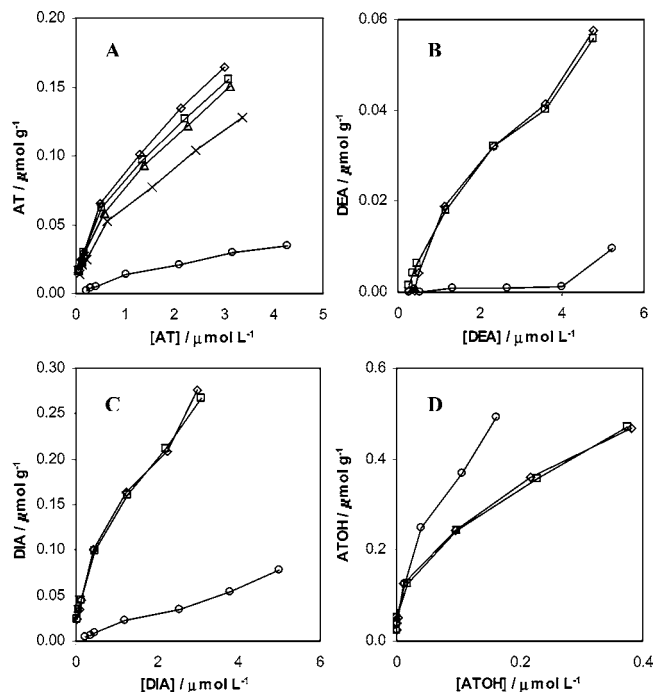 A
AT / μmol g-1
0.20
0.15
0.10
0.05
0.00
0 1 2 3 4 5
[AT] / μmol L-1
B
DEA / μmol g-1
0.06
0.04
0.02
0.00
0 2 4 6
[DEA] / μmol L-1
C
DIA / μmol g-1
0.30
0.25
0.20
0.15
0.10
0.05
0.00
0 2 4 6
[DIA] / μmol L-1
D
ATOH / μmol g-1
0.6
0.4
0.2
0.0
0 0.2 0.4
[ATOH] / μmol L-1